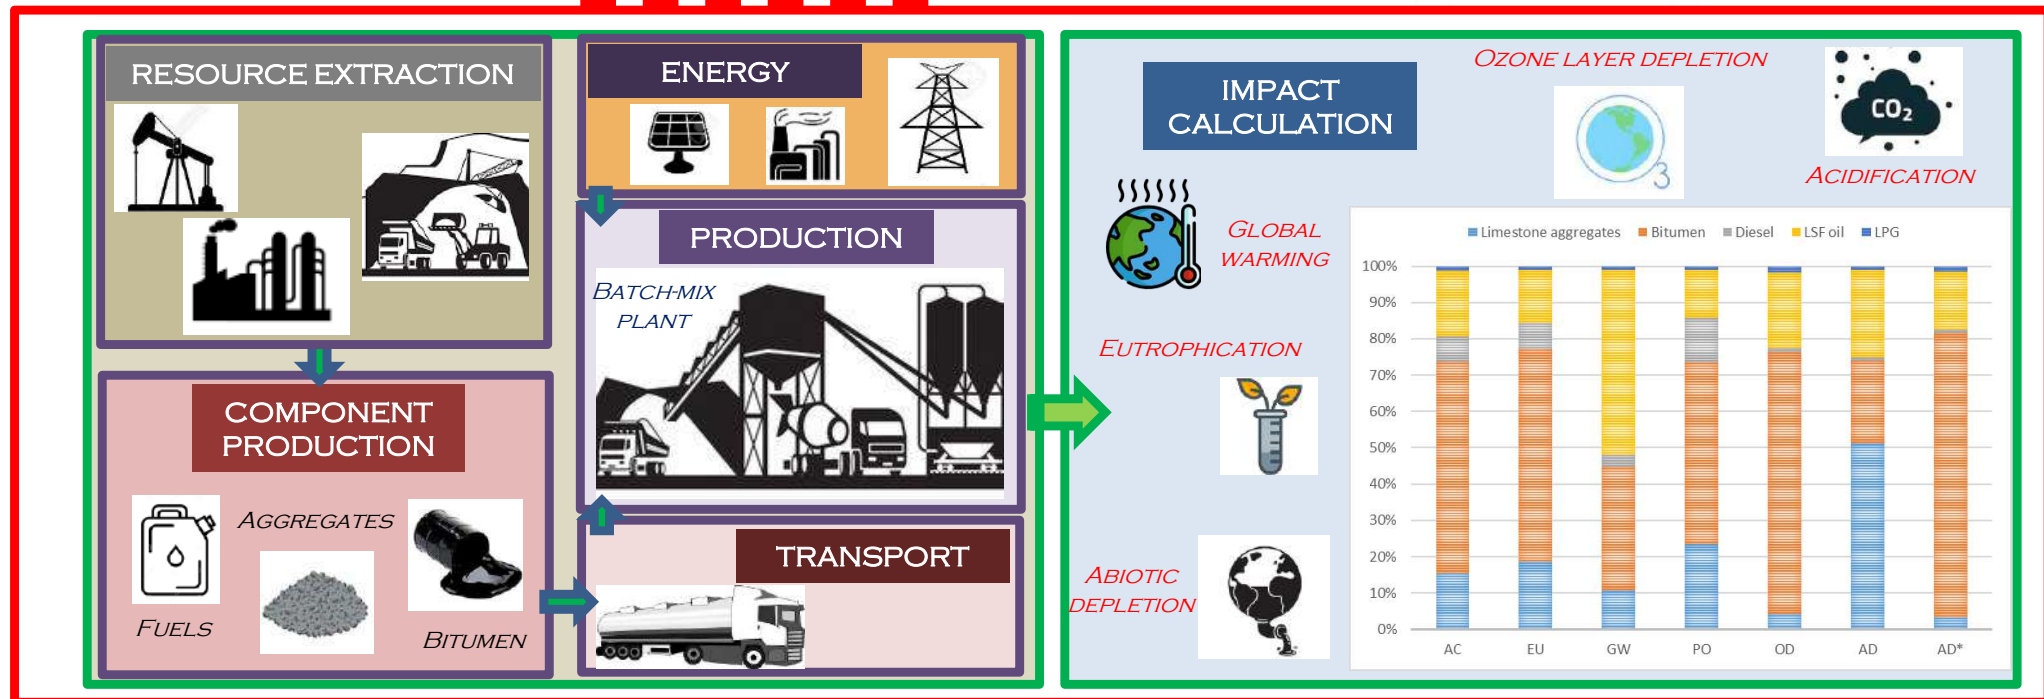 RESOURCE EXTRACTION
ENERGY
PRODUCTION
BATCH-MIX
PLANT
COMPONENT
PRODUCTION
AGGREGATES
FUELS
BITUMEN
TRANSPORT
IMPACT
CALCULATION
OZONE LAYER DEPLETION
3
CO2
ACIDIFICATION
GLOBAL
WARMING
EUTROPHICATION
ABIOTIC
DEPLETION
Limestone aggregates Bitumen Diesel LSF oil LPG
100%
90%
80%
70%
60%
50%
40%
30%
20%
10%
0%
AC EU GW PO OD AD AD*